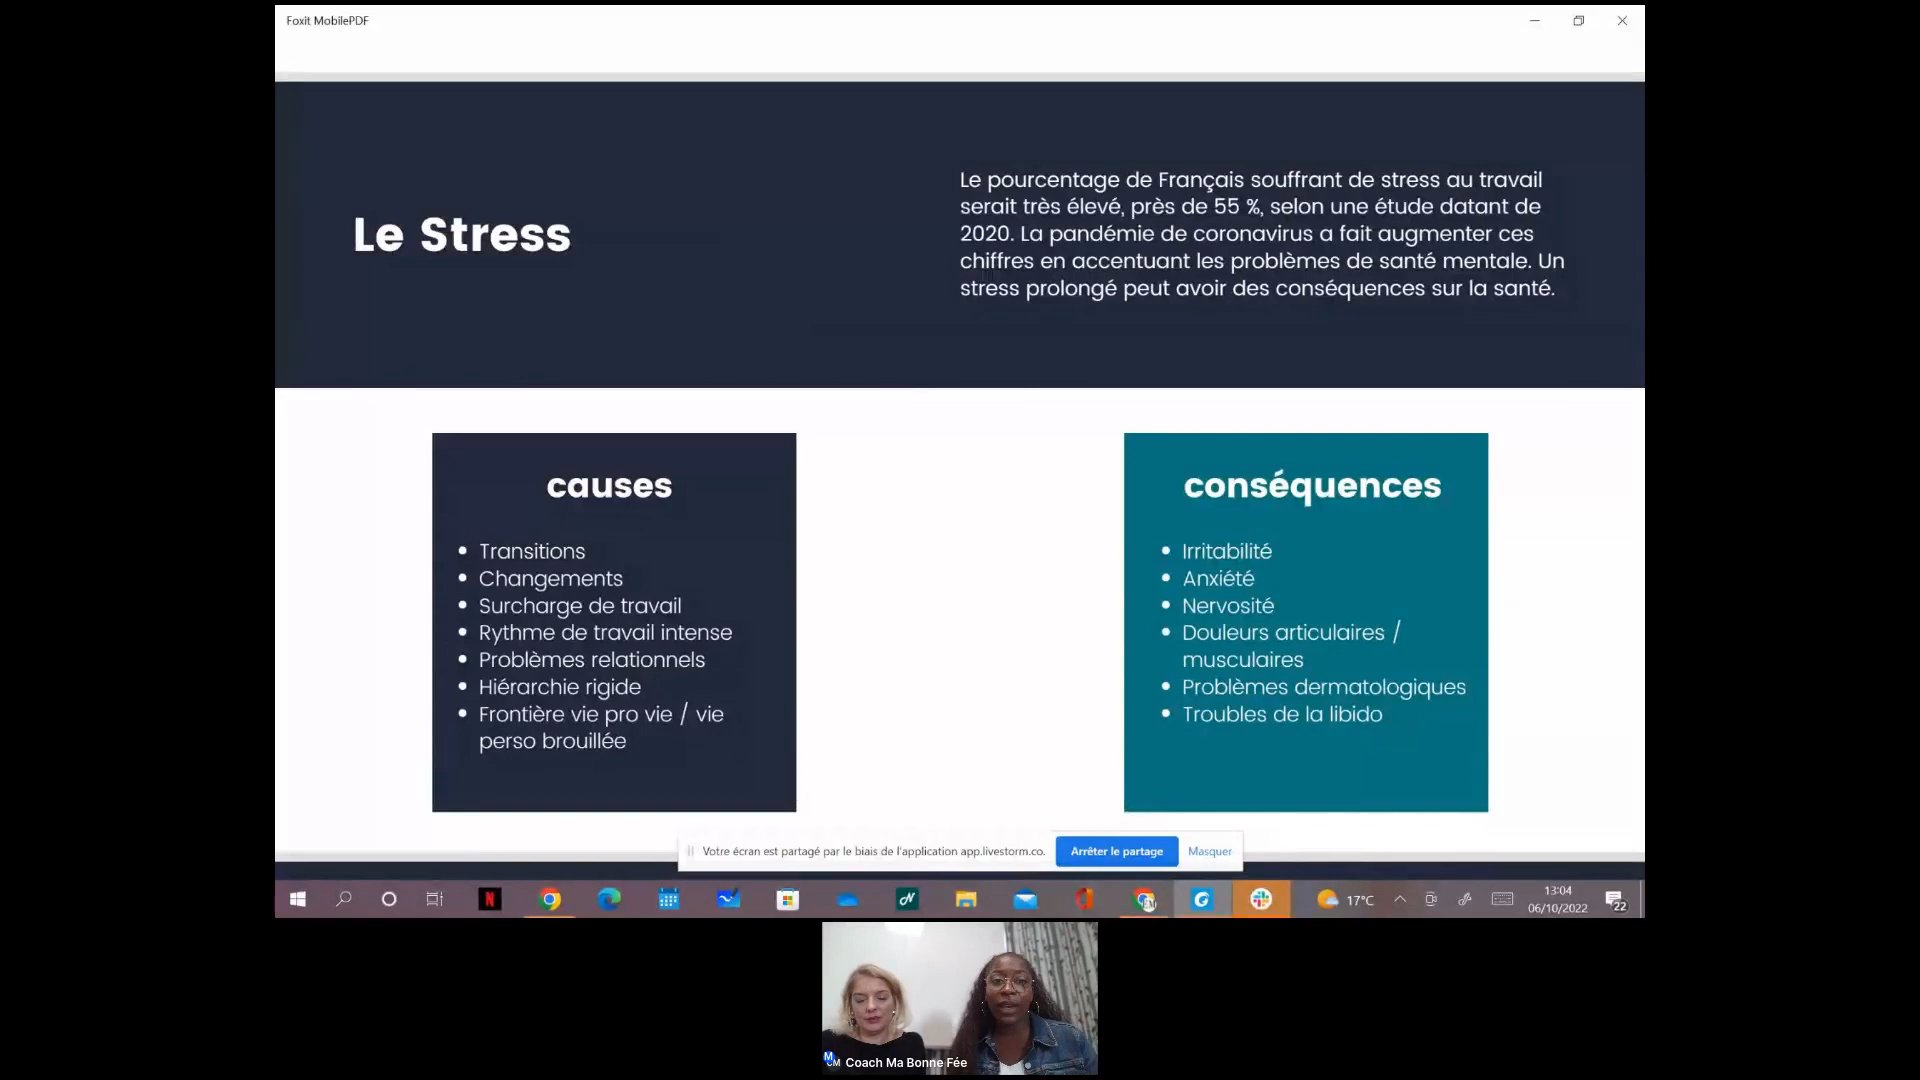 Foxit MobilePDF
Le Stress
Le pourcentage de Français souffrant de stress au travail
serait très élevé, près de 55 %, selon une étude datant de
2020. La pandémie de coronavirus a fait augmenter ces
chiffres en accentuant les problèmes de santé mentale. Un
stress prolongé peut avoir des conséquences sur la santé.
causes
• Transitions
• Changements
• Surcharge de travail
• Rythme de travail intense
• Problèmes relationnels
• Hiérarchie rigide
• Frontière vie pro vie / vie
perso brouillée
conséquences
• Irritabilité
• Anxiété
• Nervosité
• Douleurs articulaires /
musculaires
• Problèmes dermatologiques
• Troubles de la libido
Votre écran est partagé par le biais de l'application app.livestorm.co.
Arrêter le partage
Masquer
17°C
13:04
06/10/2022
22
M
CM
Coach Ma Bonne Fée